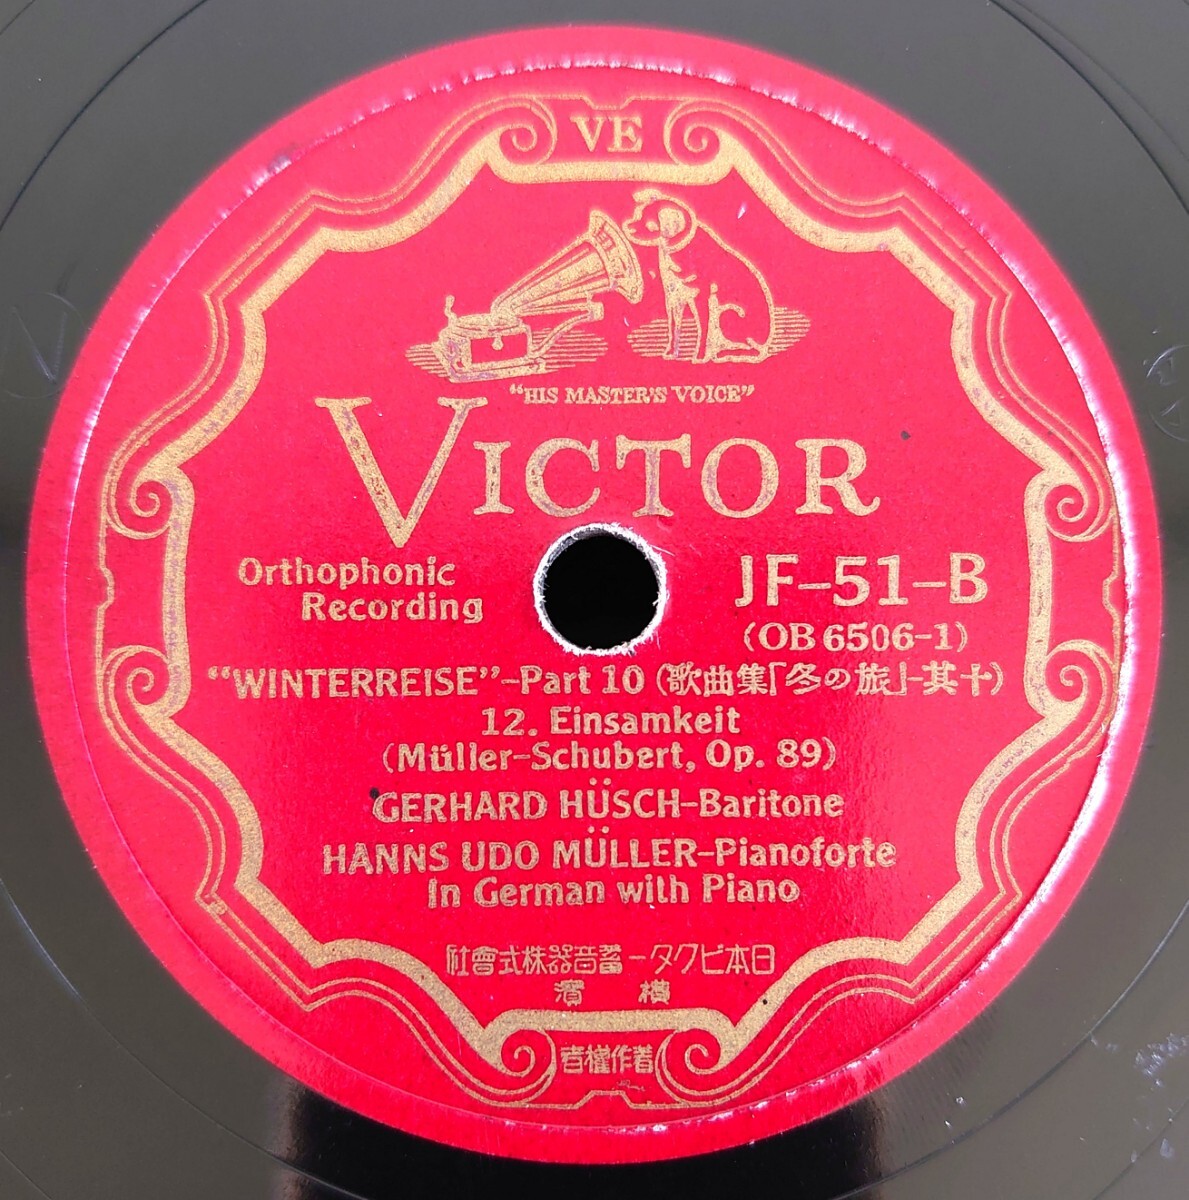 VE
“HIS MASTER'S VOICE”
VICTOR
Orthophonic
Recording
JF-51-B
(OB 6506-1)
“WINTERREISE”-Part 10 (歌曲集「冬の旅」-其十)
12. Einsamkeit
(Müller-Schubert, Op. 89)
GERHARD HÜSCH-Baritone
HANNS UDO MÜLLER-Pianoforte
In German with Piano
社會式株器音蓄ータクビ本日
濱橫
者權作著